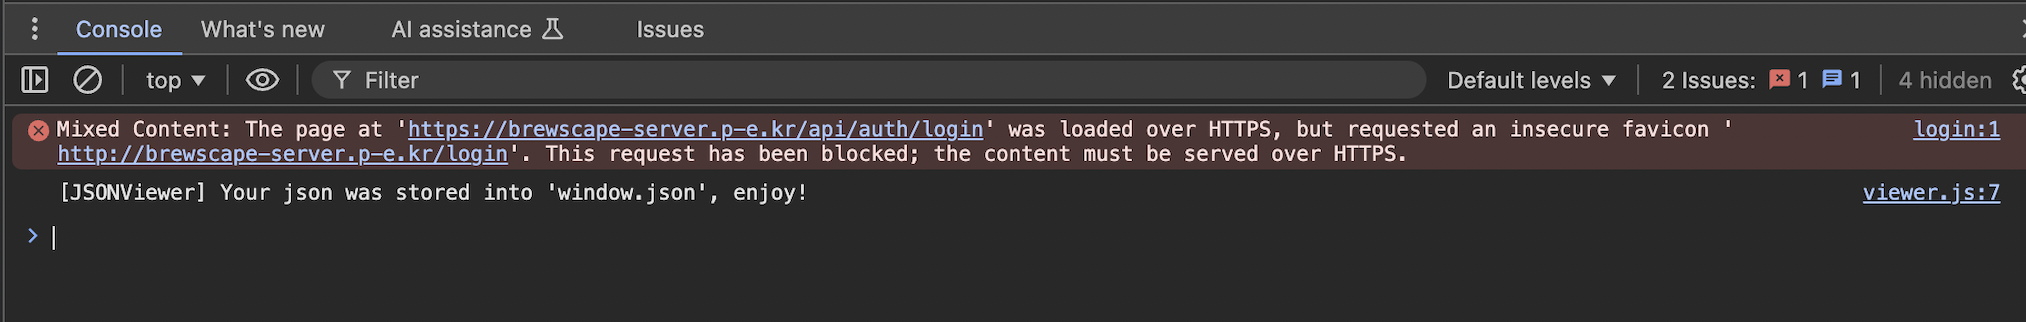 Console What's new AI assistance Issues
top Filter Default levels 2 Issues: 1 1 4 hidden
Mixed Content: The page at 'https://brewscape-server.p-e.kr/api/auth/login' was loaded over HTTPS, but requested an insecure favicon ' login:1
http://brewscape-server.p-e.kr/login'. This request has been blocked; the content must be served over HTTPS.
[JSONViewer] Your json was stored into 'window.json', enjoy! viewer.js:7
>